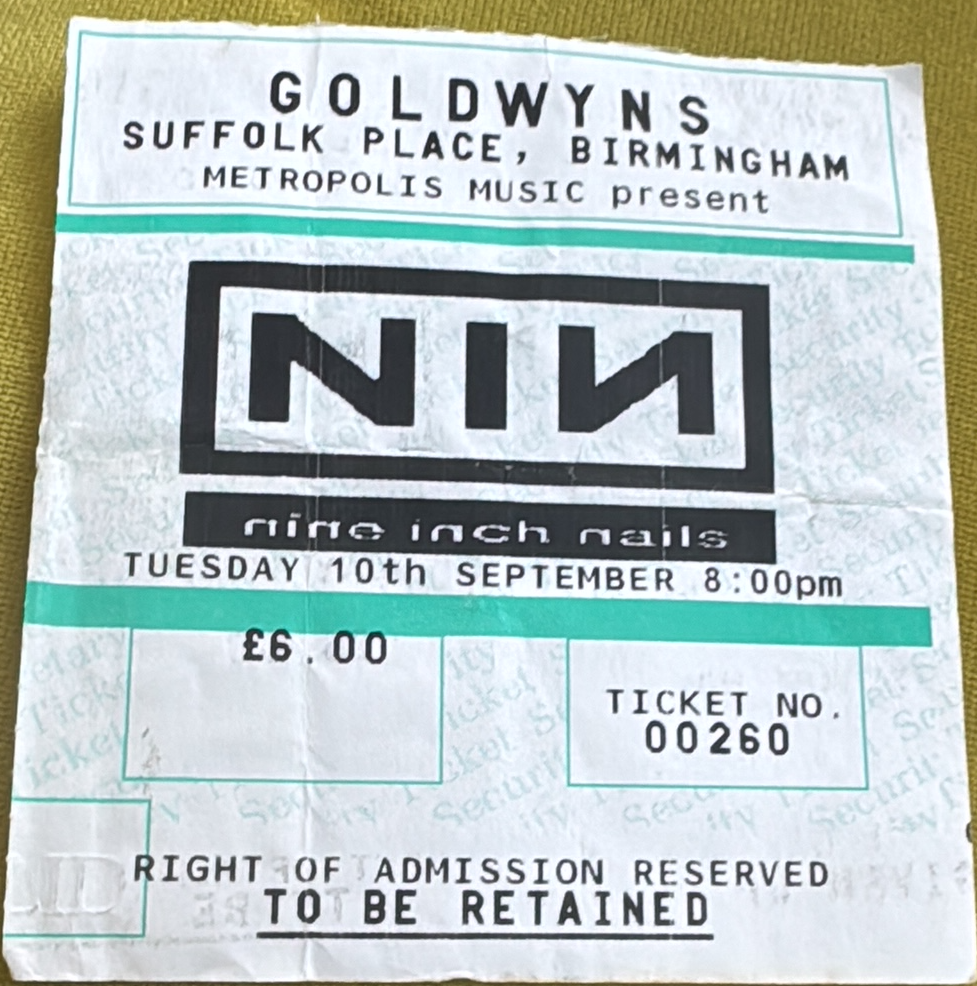 GOLDWYNS
SUFFOLK PLACE, BIRMINGHAM
METROPOLIS MUSIC present
NIИ
nine inch nails
TUESDAY 10th SEPTEMBER 8:00pm
£6.00
TICKET NO.
00260
RIGHT OF ADMISSION RESERVED
TO BE RETAINED